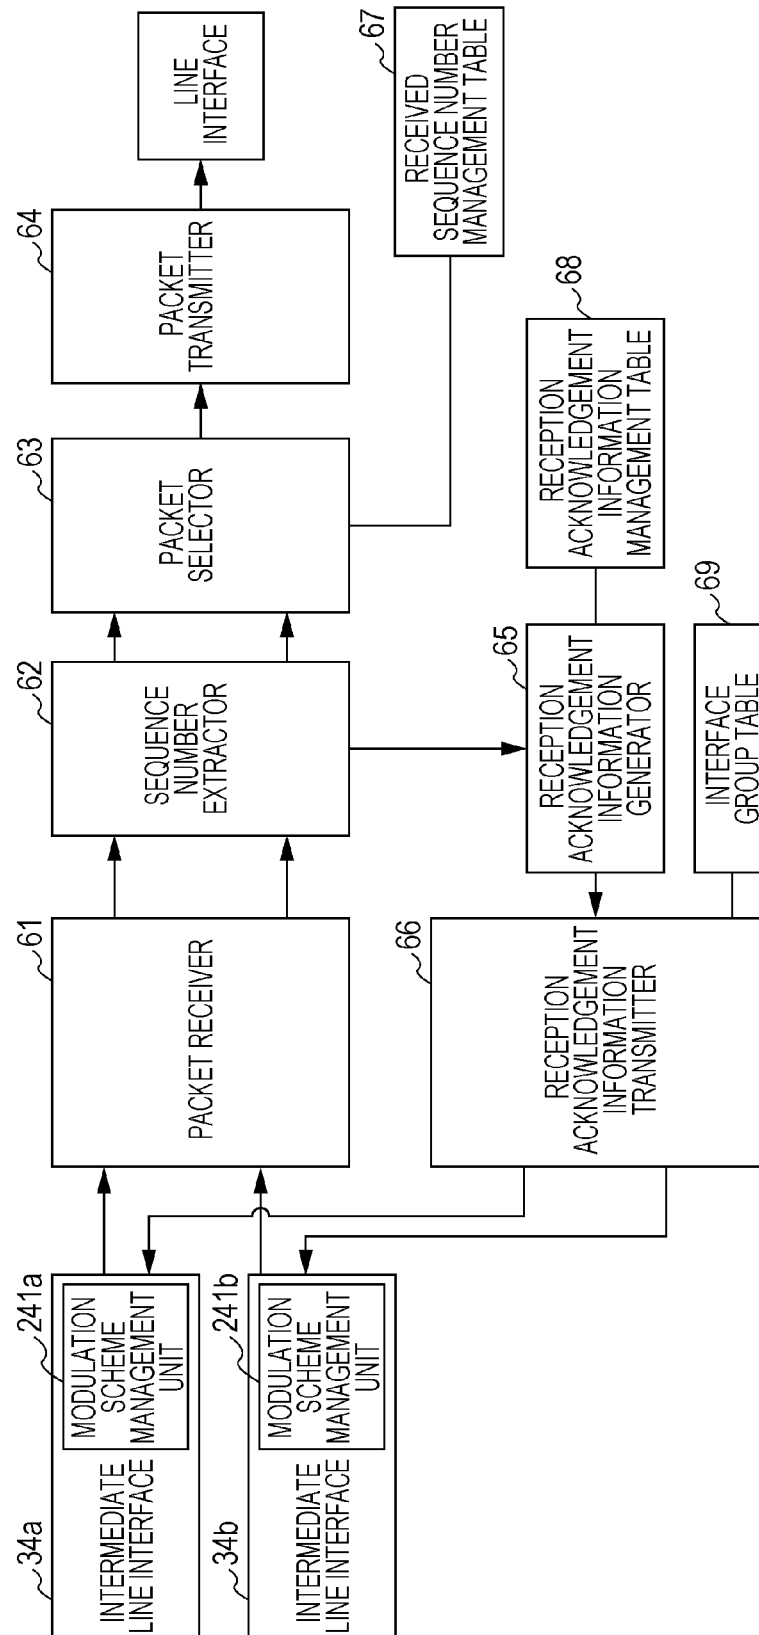 34a
INTERMEDIATE
LINE INTERFACE
241a
MODULATION
SCHEME
MANAGEMENT
UNIT
34b
INTERMEDIATE
LINE INTERFACE
241b
MODULATION
SCHEME
MANAGEMENT
UNIT
61
PACKET RECEIVER
62
SEQUENCE
NUMBER
EXTRACTOR
63
PACKET
SELECTOR
64
PACKET
TRANSMITTER
LINE
INTERFACE
67
RECEIVED
SEQUENCE NUMBER
MANAGEMENT TABLE
66
RECEPTION
ACKNOWLEDGEMENT
INFORMATION
TRANSMITTER
65
RECEPTION
ACKNOWLEDGEMENT
INFORMATION
GENERATOR
68
RECEPTION
ACKNOWLEDGEMENT
INFORMATION
MANAGEMENT TABLE
69
INTERFACE
GROUP TABLE